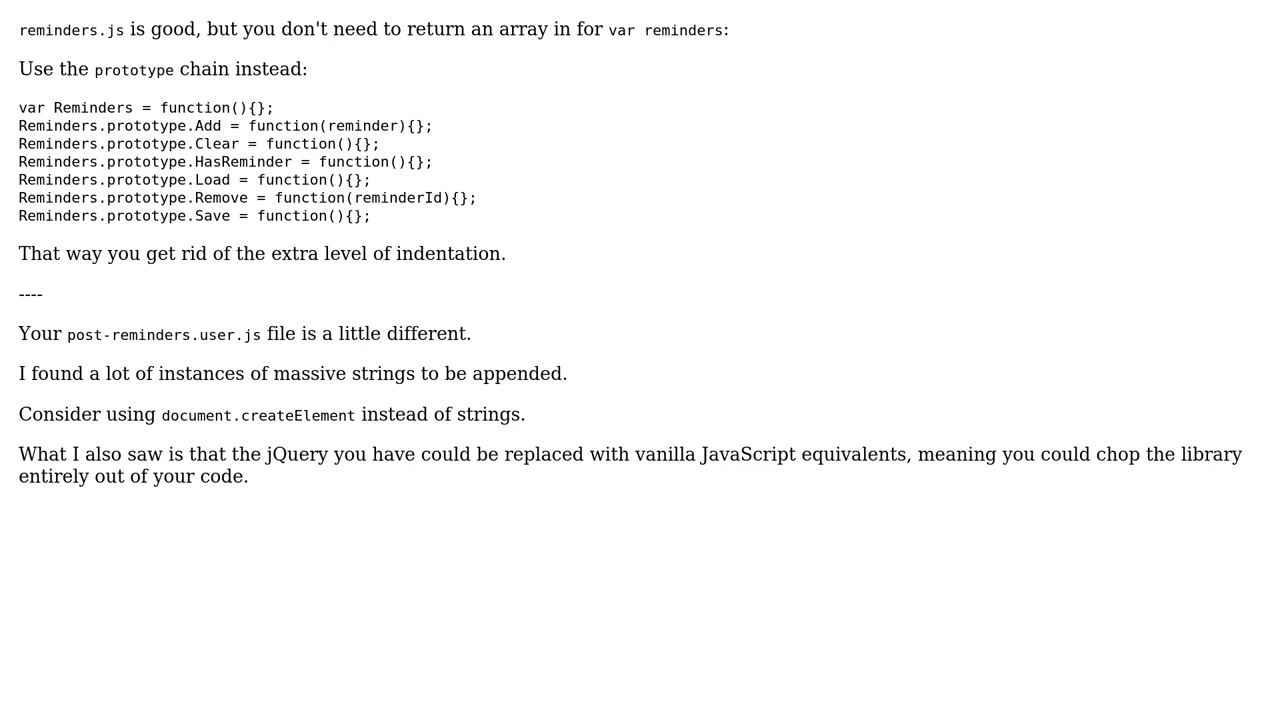 reminders.js is good, but you don't need to return an array in for var reminders:
Use the prototype chain instead:
var Reminders = function(){};
Reminders.prototype.Add = function(reminder){};
Reminders.prototype.Clear = function(){};
Reminders.prototype.HasReminder = function(){};
Reminders.prototype.Load = function(){};
Reminders.prototype.Remove = function(reminderId){};
Reminders.prototype.Save = function(){};
That way you get rid of the extra level of indentation.
----
Your post-reminders.user.js file is a little different.
I found a lot of instances of massive strings to be appended.
Consider using document.createElement instead of strings.
What I also saw is that the jQuery you have could be replaced with vanilla JavaScript equivalents, meaning you could chop the library
entirely out of your code.